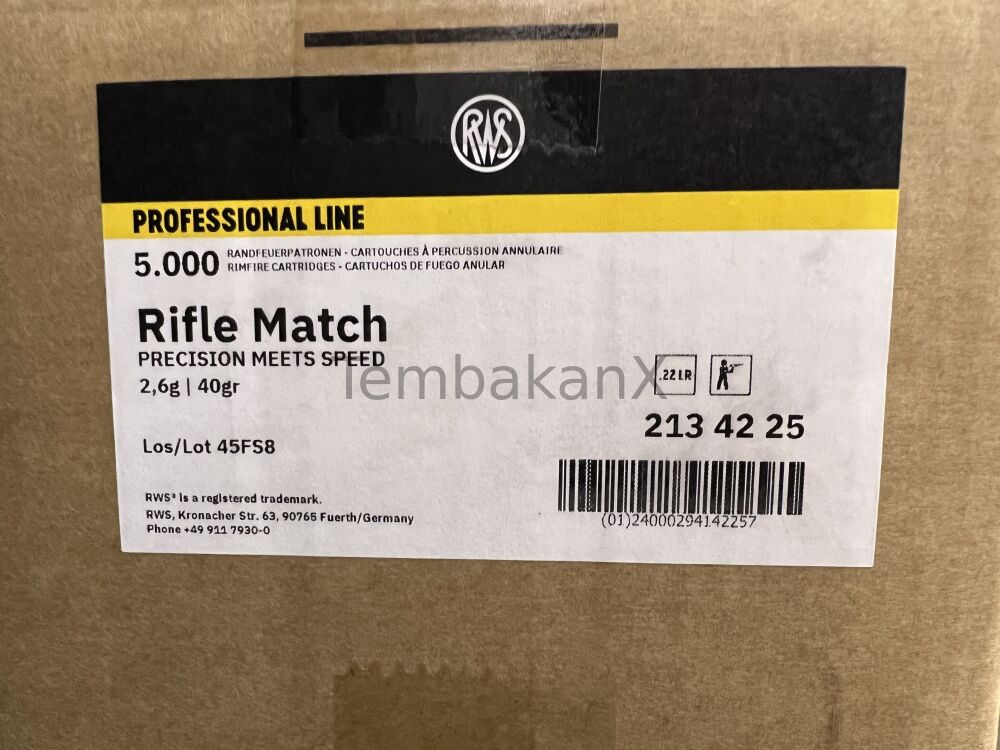 RWS
PROFESSIONAL LINE
5.000 RANDFEUERPATRONEN - CARTOUCHES À PERCUSSION ANNULAIRE
RIMFIRE CARTRIDGES - CARTUCHOS DE FUEGO ANULAR
Rifle Match
PRECISION MEETS SPEED
2,6g | 40gr
TembakanX
.22 LR
213 42 25
Los/Lot 45FS8
RWS® is a registered trademark.
RWS, Kronacher Str. 63, 90765 Fuerth/Germany
Phone +49 911 7930-0
(01)24000294142257